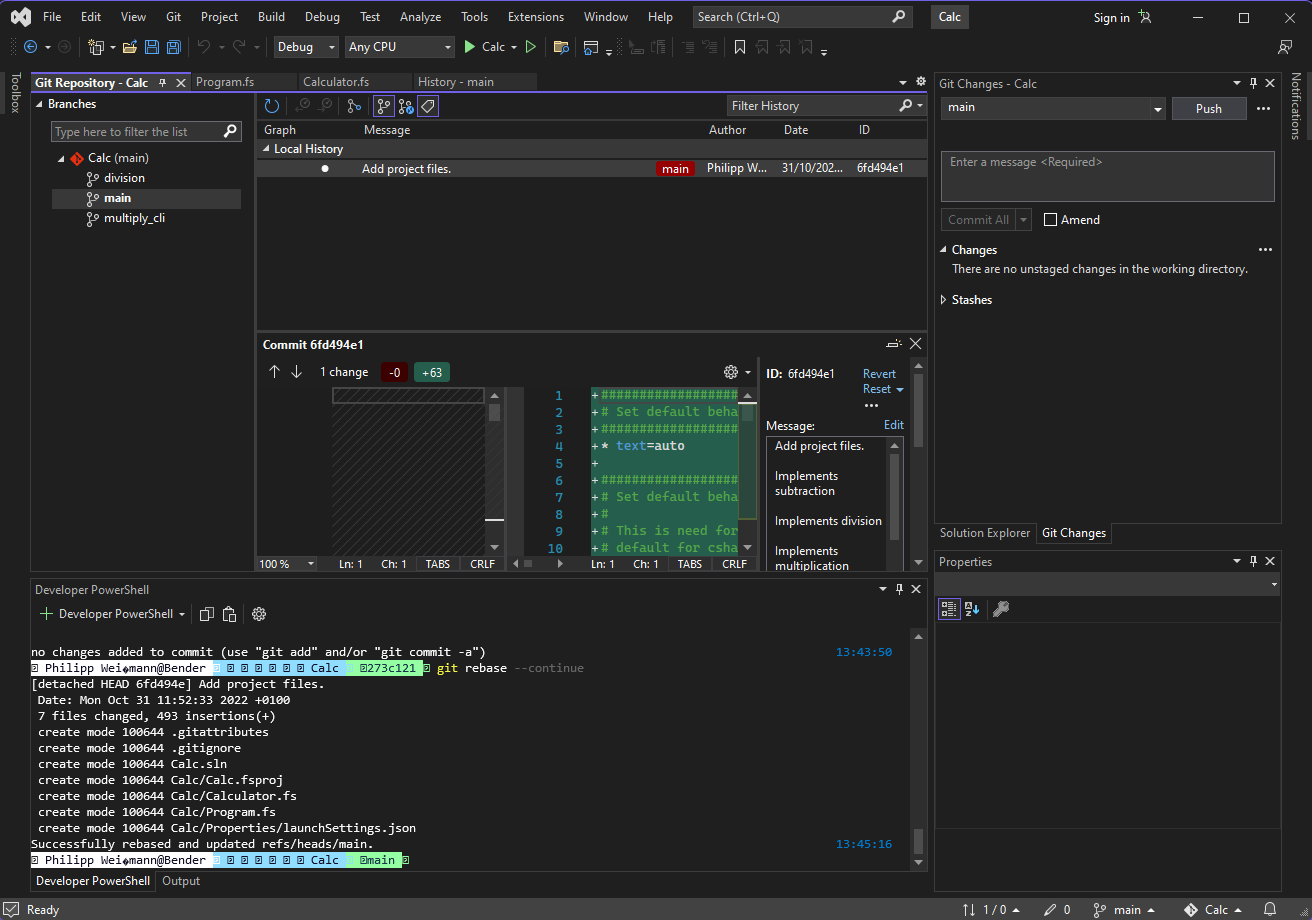 File Edit View Git Project Build Debug Test Analyze Tools Extensions Window Help Search (Ctrl+Q) Calc Sign in
Debug Any CPU Calc
Toolbox
Git Repository - Calc Program.fs Calculator.fs History - main
Branches
Type here to filter the list
Calc (main)
division
main
multiply_cli
Filter History
Graph Message Author Date ID
Local History
Add project files. main Philipp W... 31/10/202... 6fd494e1
Commit 6fd494e1
1 change -0 +63
1 +##################
2 +# Set default beha
3 +##################
4 +* text=auto
5 +
6 +##################
7 +# Set default beha
8 +#
9 +# This is need for
10 +# default for csha
100 % Ln: 1 Ch: 1 TABS CRLF
Ln: 1 Ch: 1 TABS CRLF
ID: 6fd494e1 Revert
Reset
Message: Edit
Add project files.
Implements
subtraction
Implements division
Implements
multiplication
Git Changes - Calc
main Push
Enter a message <Required>
Commit All Amend
Changes
There are no unstaged changes in the working directory.
Stashes
Solution Explorer Git Changes
Properties
Notifications
Developer PowerShell
Developer PowerShell
no changes added to commit (use "git add" and/or "git commit -a") 13:43:50
Philipp Wei�mann@Bender Calc 273c121 git rebase --continue
[detached HEAD 6fd494e] Add project files.
Date: Mon Oct 31 11:52:33 2022 +0100
7 files changed, 493 insertions(+)
create mode 100644 .gitattributes
create mode 100644 .gitignore
create mode 100644 Calc.sln
create mode 100644 Calc/Calc.fsproj
create mode 100644 Calc/Calculator.fs
create mode 100644 Calc/Program.fs
create mode 100644 Calc/Properties/launchSettings.json
Successfully rebased and updated refs/heads/main. 13:45:16
Philipp Wei�mann@Bender Calc main
Developer PowerShell Output
Ready 1 / 0 0 main Calc